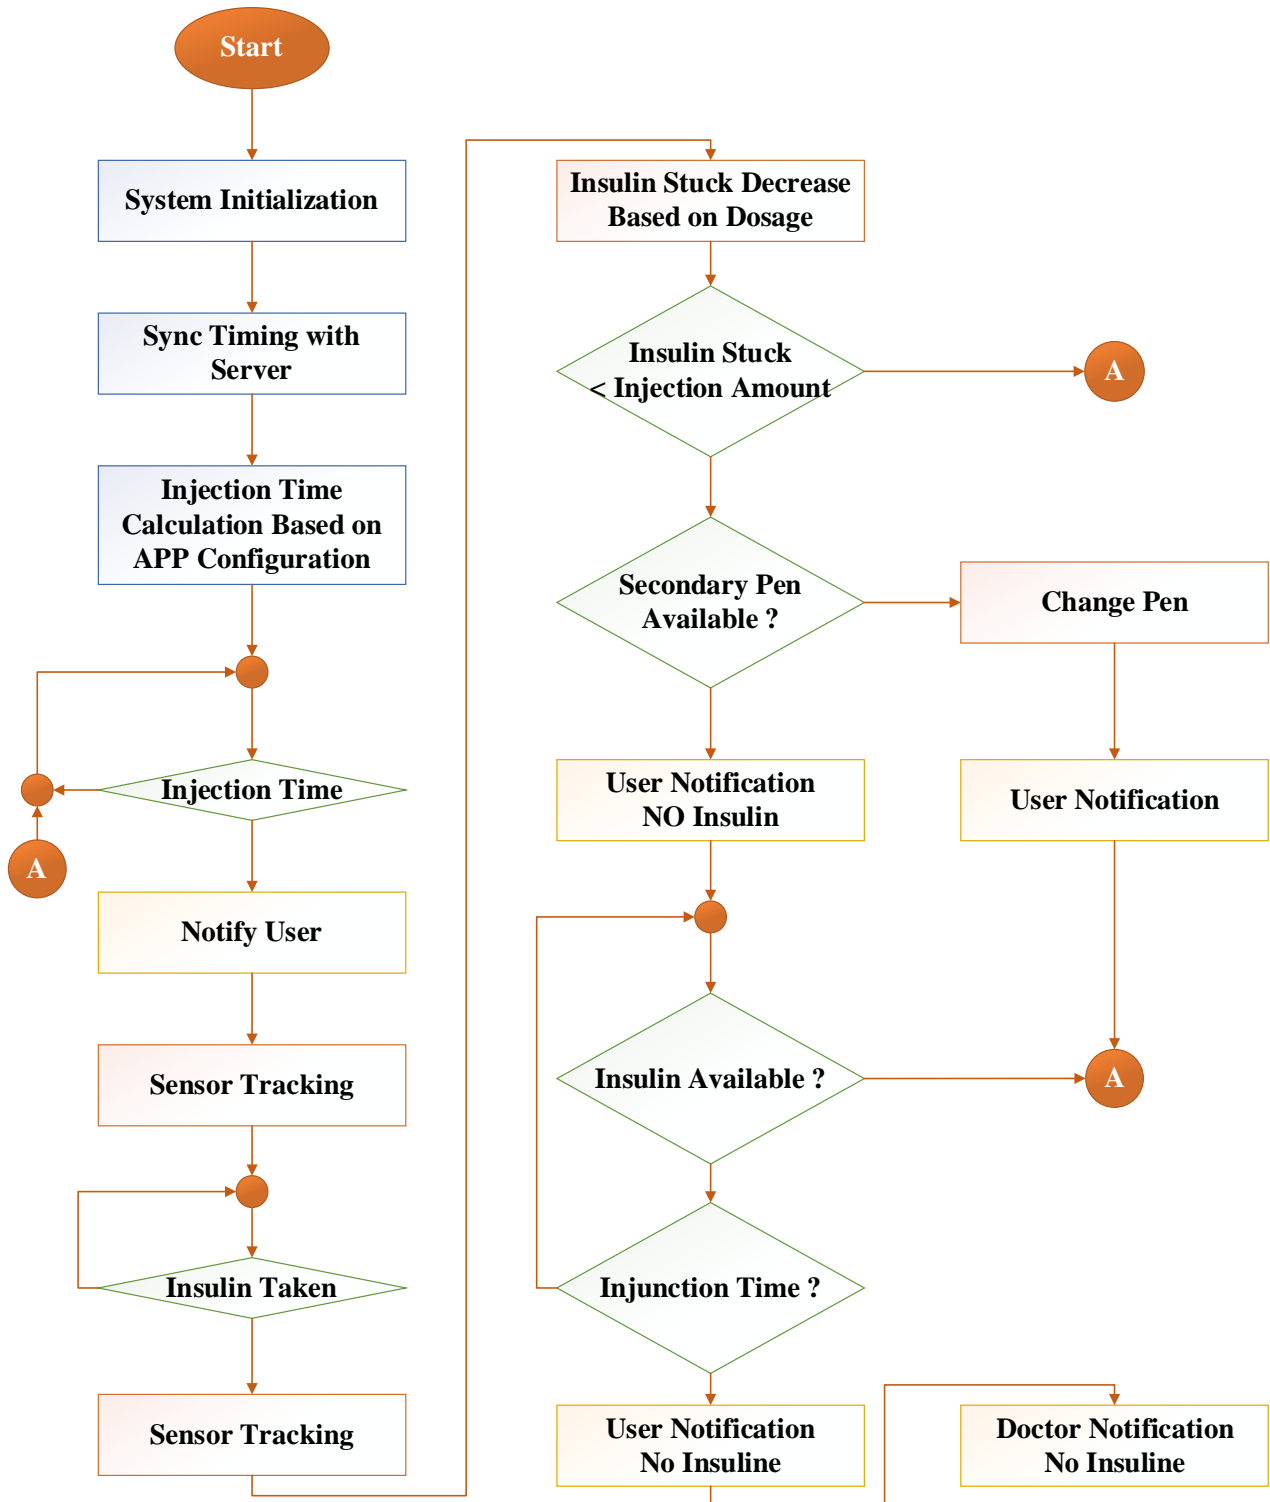 Start
System Initialization
Sync Timing with
Server
Injection Time
Calculation Based on
APP Configuration
Injection Time
A
Notify User
Sensor Tracking
Insulin Taken
Sensor Tracking
Insulin Stuck Decrease
Based on Dosage
Insulin Stuck
< Injection Amount
A
Secondary Pen
Available ?
Change Pen
User Notification
NO Insulin
User Notification
Insulin Available ?
A
Injunction Time ?
User Notification
No Insuline
Doctor Notification
No Insuline